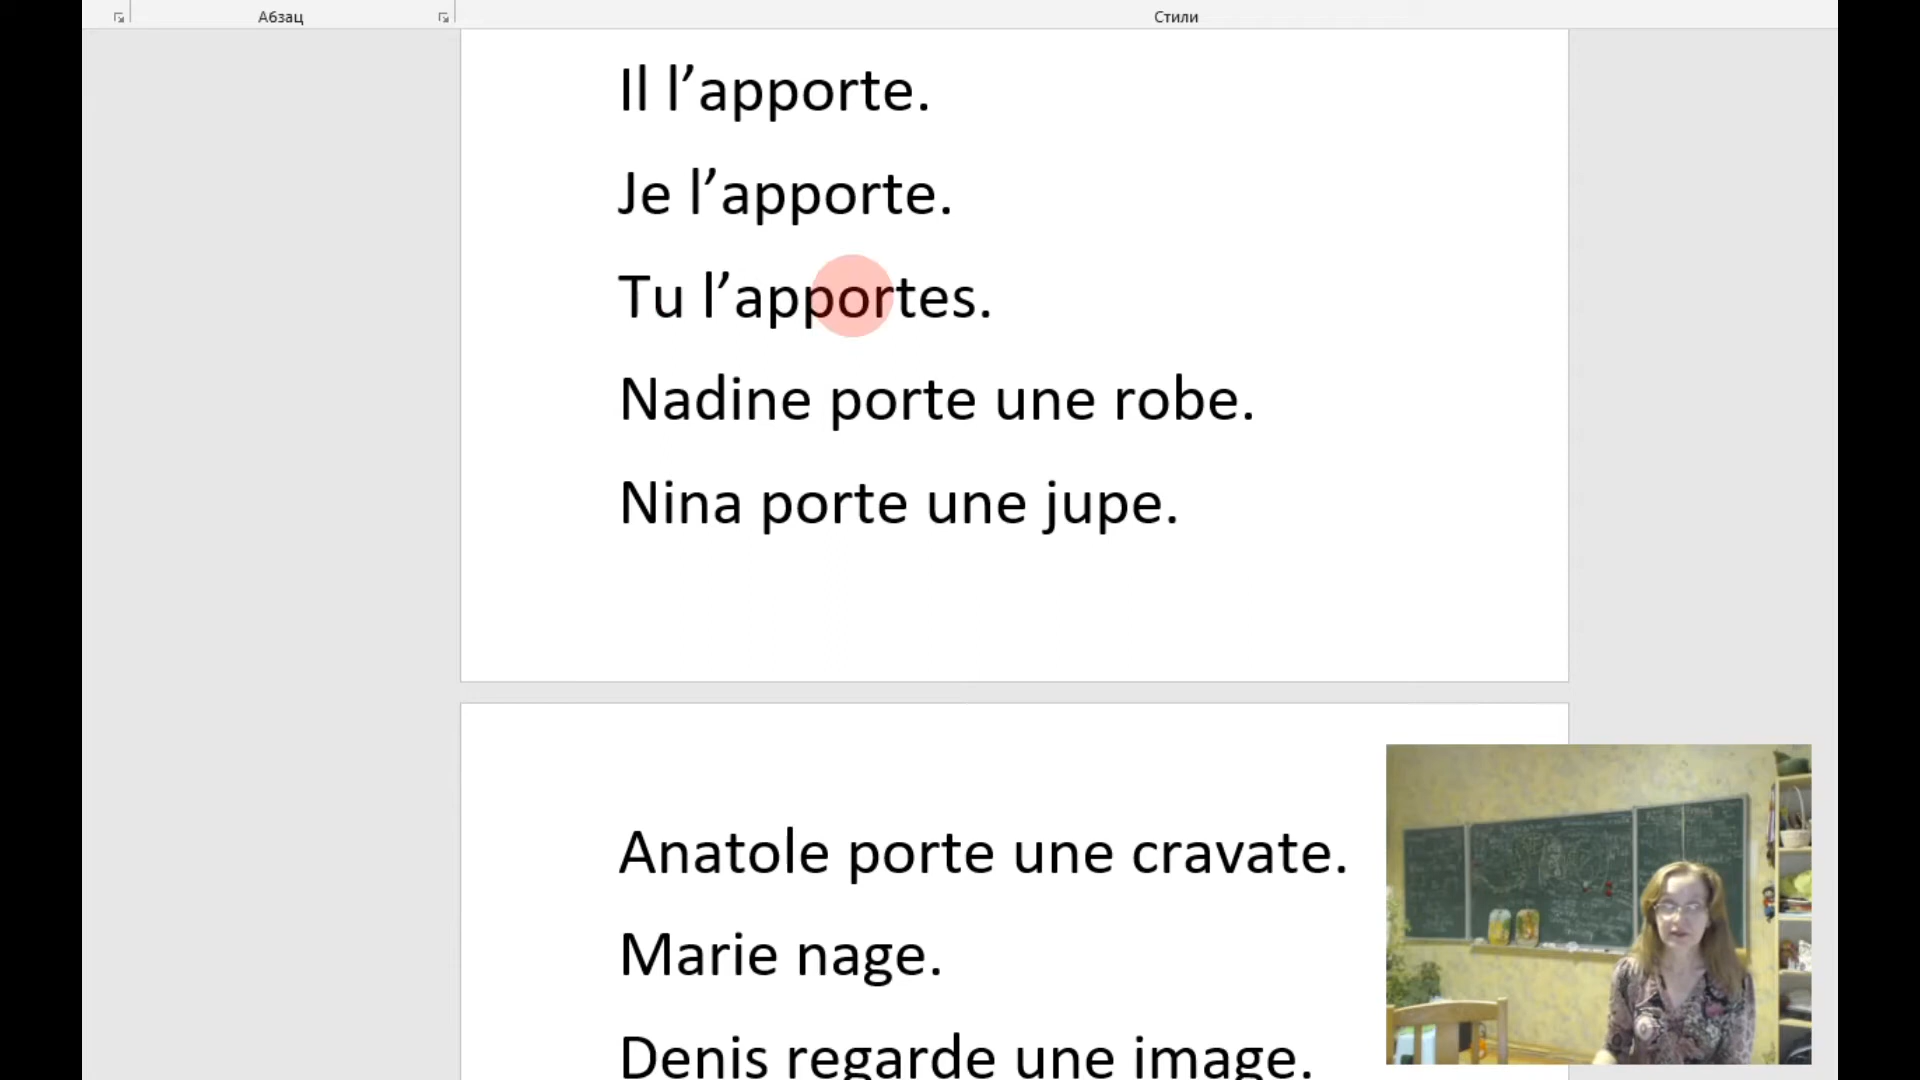 Абзац
Стили
Il l’apporte.
Je l’apporte.
Tu l’apportes.
Nadine porte une robe.
Nina porte une jupe.
Anatole porte une cravate.
Marie nage.
Denis regarde une image.